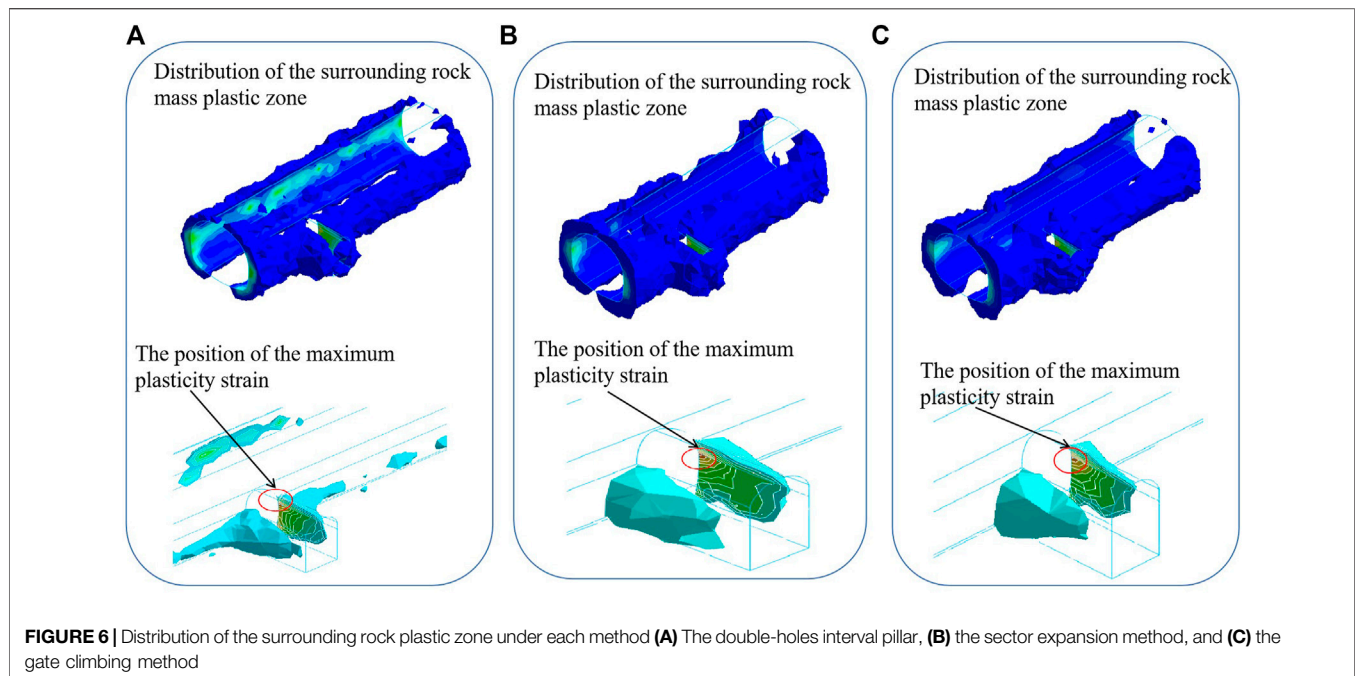 A
Distribution of the surrounding rock
mass plastic zone
The position of the maximum
plasticity strain
B
Distribution of the surrounding rock
mass plastic zone
The position of the maximum
plasticity strain
C
Distribution of the surrounding rock
mass plastic zone
The position of the maximum
plasticity strain
FIGURE 6 | Distribution of the surrounding rock plastic zone under each method (A) The double-holes interval pillar, (B) the sector expansion method, and (C) the
gate climbing method